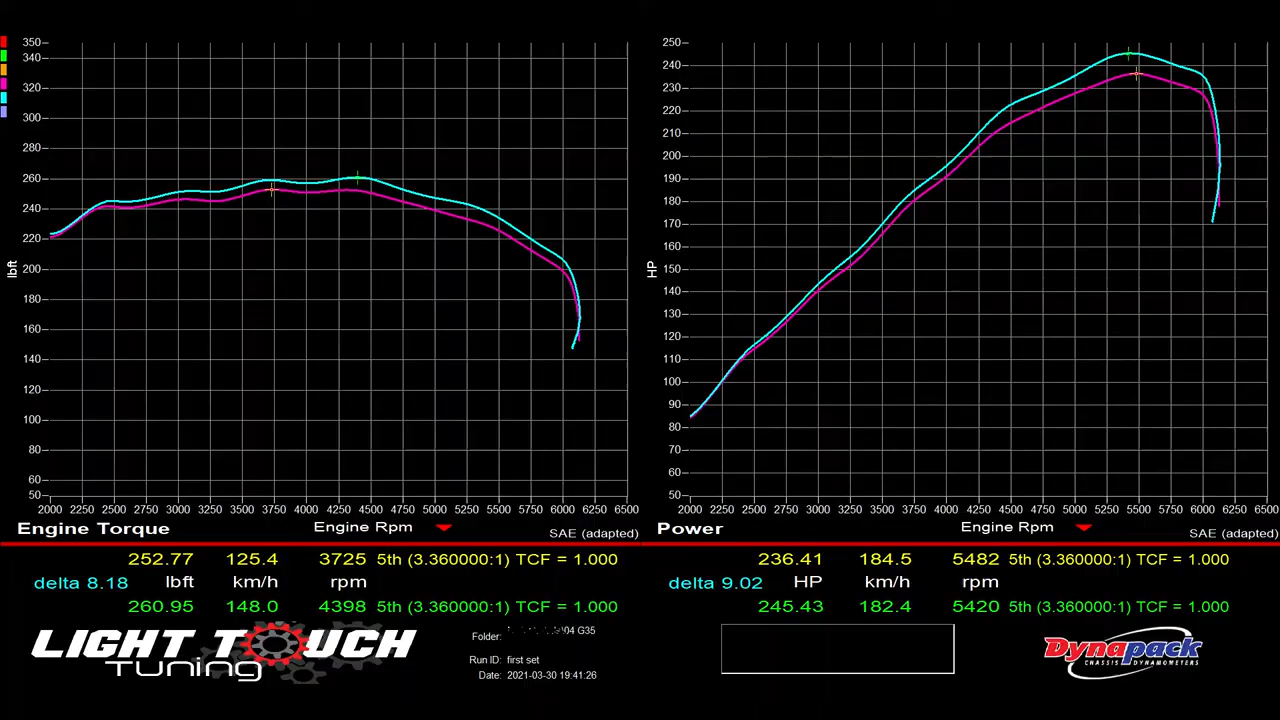 350
340
320
300
280
260
240
220
200
180
160
140
120
100
80
60
50
lbft
2000 2250 2500 2750 3000 3250 3500 3750 4000 4250 4500 4750 5000 5250 5500 5750 6000 6250 6500
Engine Torque
Engine Rpm
SAE (adapted)
250
240
230
220
210
200
190
180
170
160
150
140
130
120
110
100
90
80
70
60
50
HP
2000 2250 2500 2750 3000 3250 3500 3750 4000 4250 4500 4750 5000 5250 5500 5750 6000 6250 6500
Power
Engine Rpm
SAE (adapted)
252.77 125.4 3725 5th (3.360000:1) TCF = 1.000
delta 8.18 lbft km/h rpm
260.95 148.0 4398 5th (3.360000:1) TCF = 1.000
236.41 184.5 5482 5th (3.360000:1) TCF = 1.000
delta 9.02 HP km/h rpm
245.43 182.4 5420 5th (3.360000:1) TCF = 1.000
LIGHT TOUCH
Tuning
Folder: 04 G35
Run ID: first set
Date: 2021-03-30 19:41:26
Dynapack
CHASSIS DYNAMOMETERS